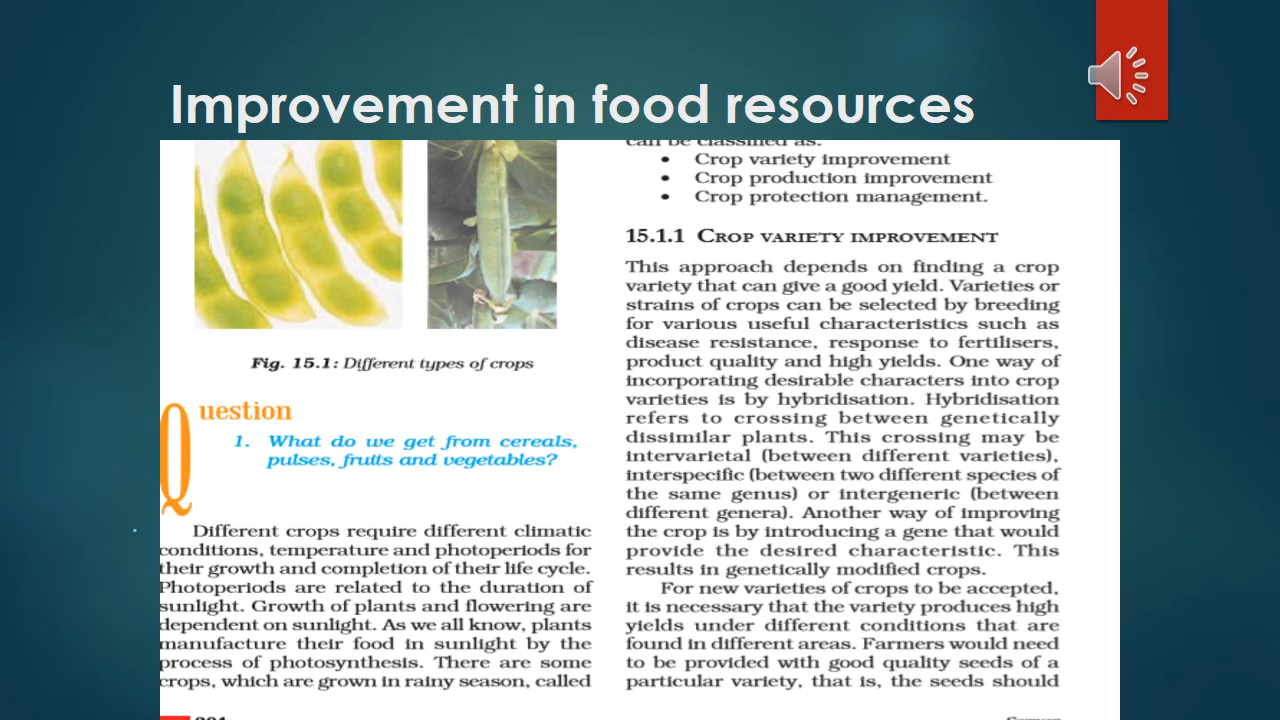 Improvement in food resources
Fig. 15.1: Different types of crops
Question
1. What do we get from cereals,
pulses, fruits and vegetables?
Different crops require different climatic
conditions, temperature and photoperiods for
their growth and completion of their life cycle.
Photoperiods are related to the duration of
sunlight. Growth of plants and flowering are
dependent on sunlight. As we all know, plants
manufacture their food in sunlight by the
process of photosynthesis. There are some
crops, which are grown in rainy season, called
can be classified as:
• Crop variety improvement
• Crop production improvement
• Crop protection management.
15.1.1 CROP VARIETY IMPROVEMENT
This approach depends on finding a crop
variety that can give a good yield. Varieties or
strains of crops can be selected by breeding
for various useful characteristics such as
disease resistance, response to fertilisers,
product quality and high yields. One way of
incorporating desirable characters into crop
varieties is by hybridisation. Hybridisation
refers to crossing between genetically
dissimilar plants. This crossing may be
intervarietal (between different varieties),
interspecific (between two different species of
the same genus) or intergeneric (between
different genera). Another way of improving
the crop is by introducing a gene that would
provide the desired characteristic. This
results in genetically modified crops.
For new varieties of crops to be accepted,
it is necessary that the variety produces high
yields under different conditions that are
found in different areas. Farmers would need
to be provided with good quality seeds of a
particular variety, that is, the seeds should